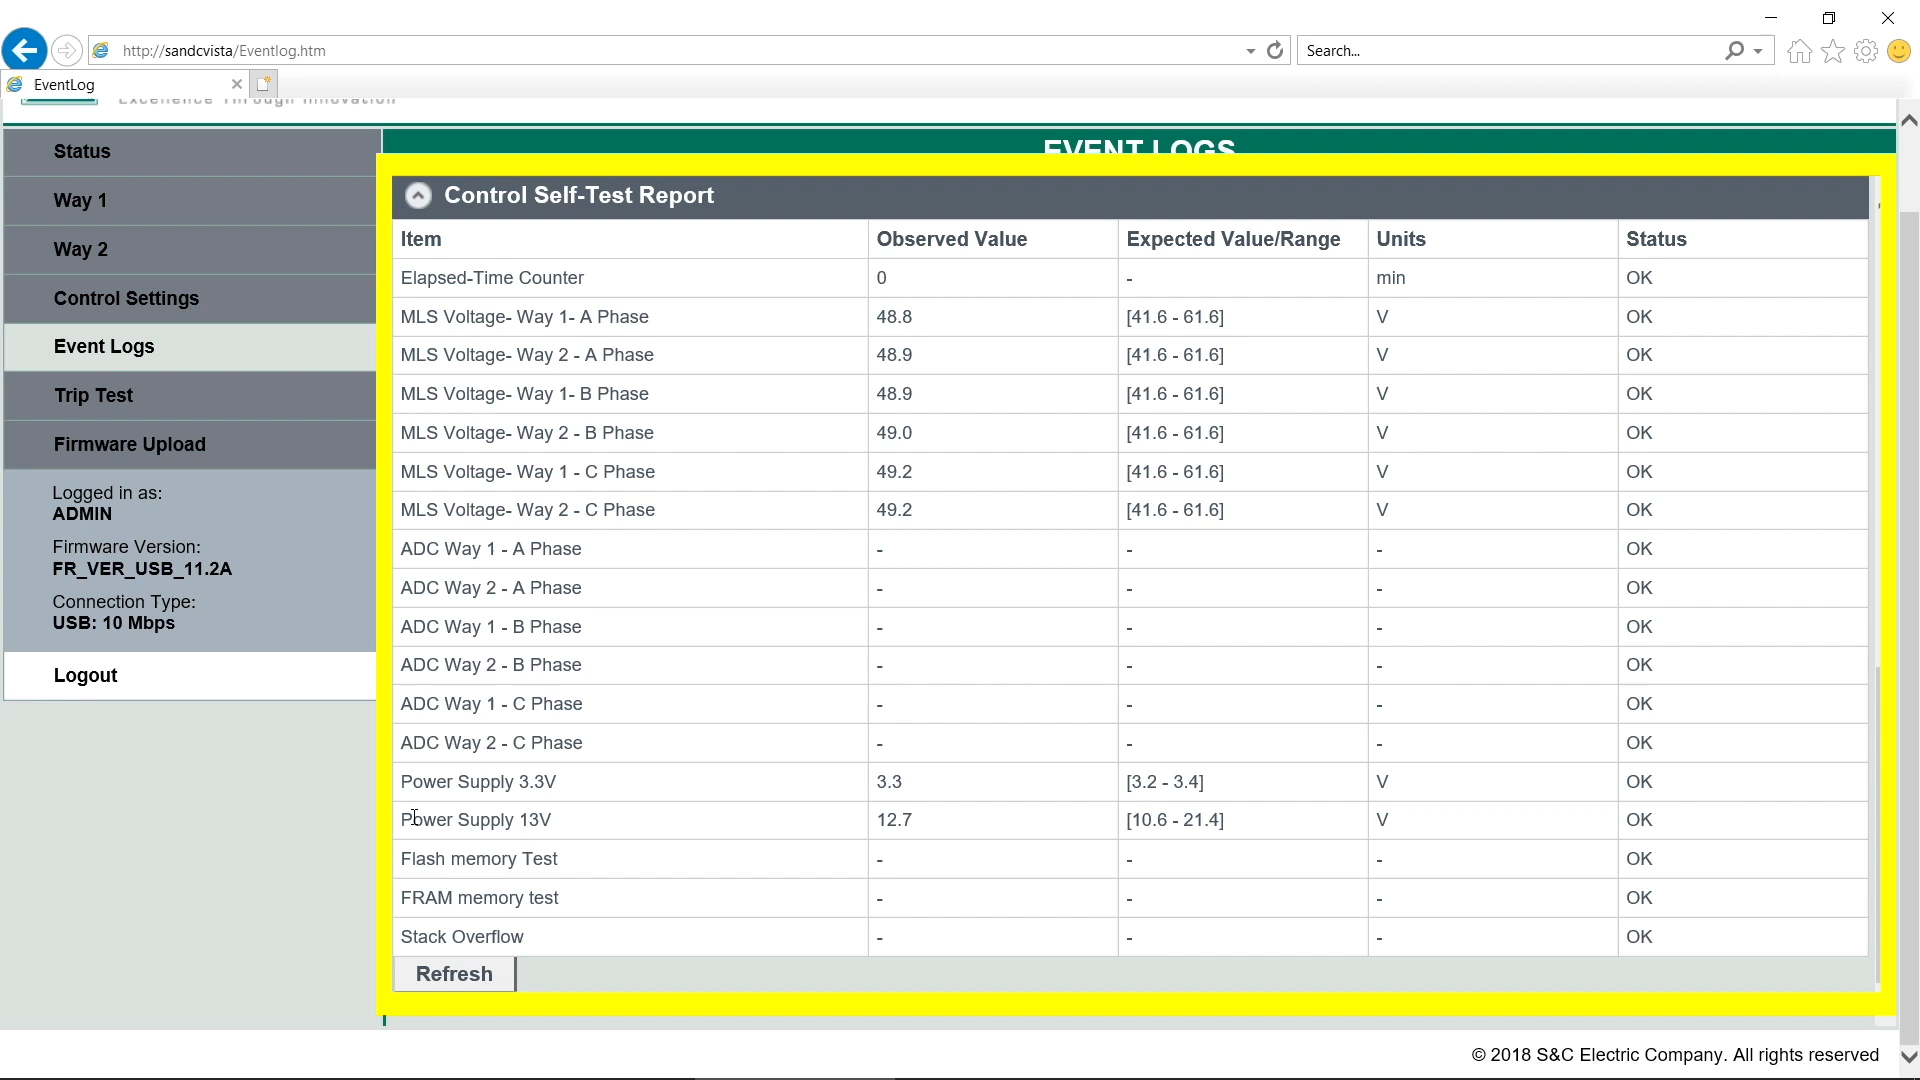 http://sandcvista/Eventlog.htm
Search...
EventLog
Excellence Through Innovation
EVENT LOGS
Status
Way 1
Way 2
Control Settings
Event Logs
Trip Test
Firmware Upload
Logged in as:
ADMIN
Firmware Version:
FR_VER_USB_11.2A
Connection Type:
USB: 10 Mbps
Logout
Control Self-Test Report
Item Observed Value Expected Value/Range Units Status
Elapsed-Time Counter 0 - min OK
MLS Voltage- Way 1- A Phase 48.8 [41.6 - 61.6] V OK
MLS Voltage- Way 2 - A Phase 48.9 [41.6 - 61.6] V OK
MLS Voltage- Way 1- B Phase 48.9 [41.6 - 61.6] V OK
MLS Voltage- Way 2 - B Phase 49.0 [41.6 - 61.6] V OK
MLS Voltage- Way 1 - C Phase 49.2 [41.6 - 61.6] V OK
MLS Voltage- Way 2 - C Phase 49.2 [41.6 - 61.6] V OK
ADC Way 1 - A Phase - - - OK
ADC Way 2 - A Phase - - - OK
ADC Way 1 - B Phase - - - OK
ADC Way 2 - B Phase - - - OK
ADC Way 1 - C Phase - - - OK
ADC Way 2 - C Phase - - - OK
Power Supply 3.3V 3.3 [3.2 - 3.4] V OK
Power Supply 13V 12.7 [10.6 - 21.4] V OK
Flash memory Test - - - OK
FRAM memory test - - - OK
Stack Overflow - - - OK
Refresh
© 2018 S&C Electric Company. All rights reserved